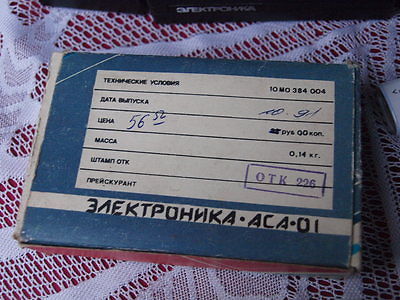 ЭЛЕКТРОНИКА
ТЕХНИЧЕСКИЕ УСЛОВИЯ 10 МО 384 004
ДАТА ВЫПУСКА 10.91
ЦЕНА 56 52 руб 00 коп.
МАССА 0,14 кг.
ШТАМП ОТК ОТК 226
ПРЕЙСКУРАНТ
ЭЛЕКТРОНИКА·АСА-01